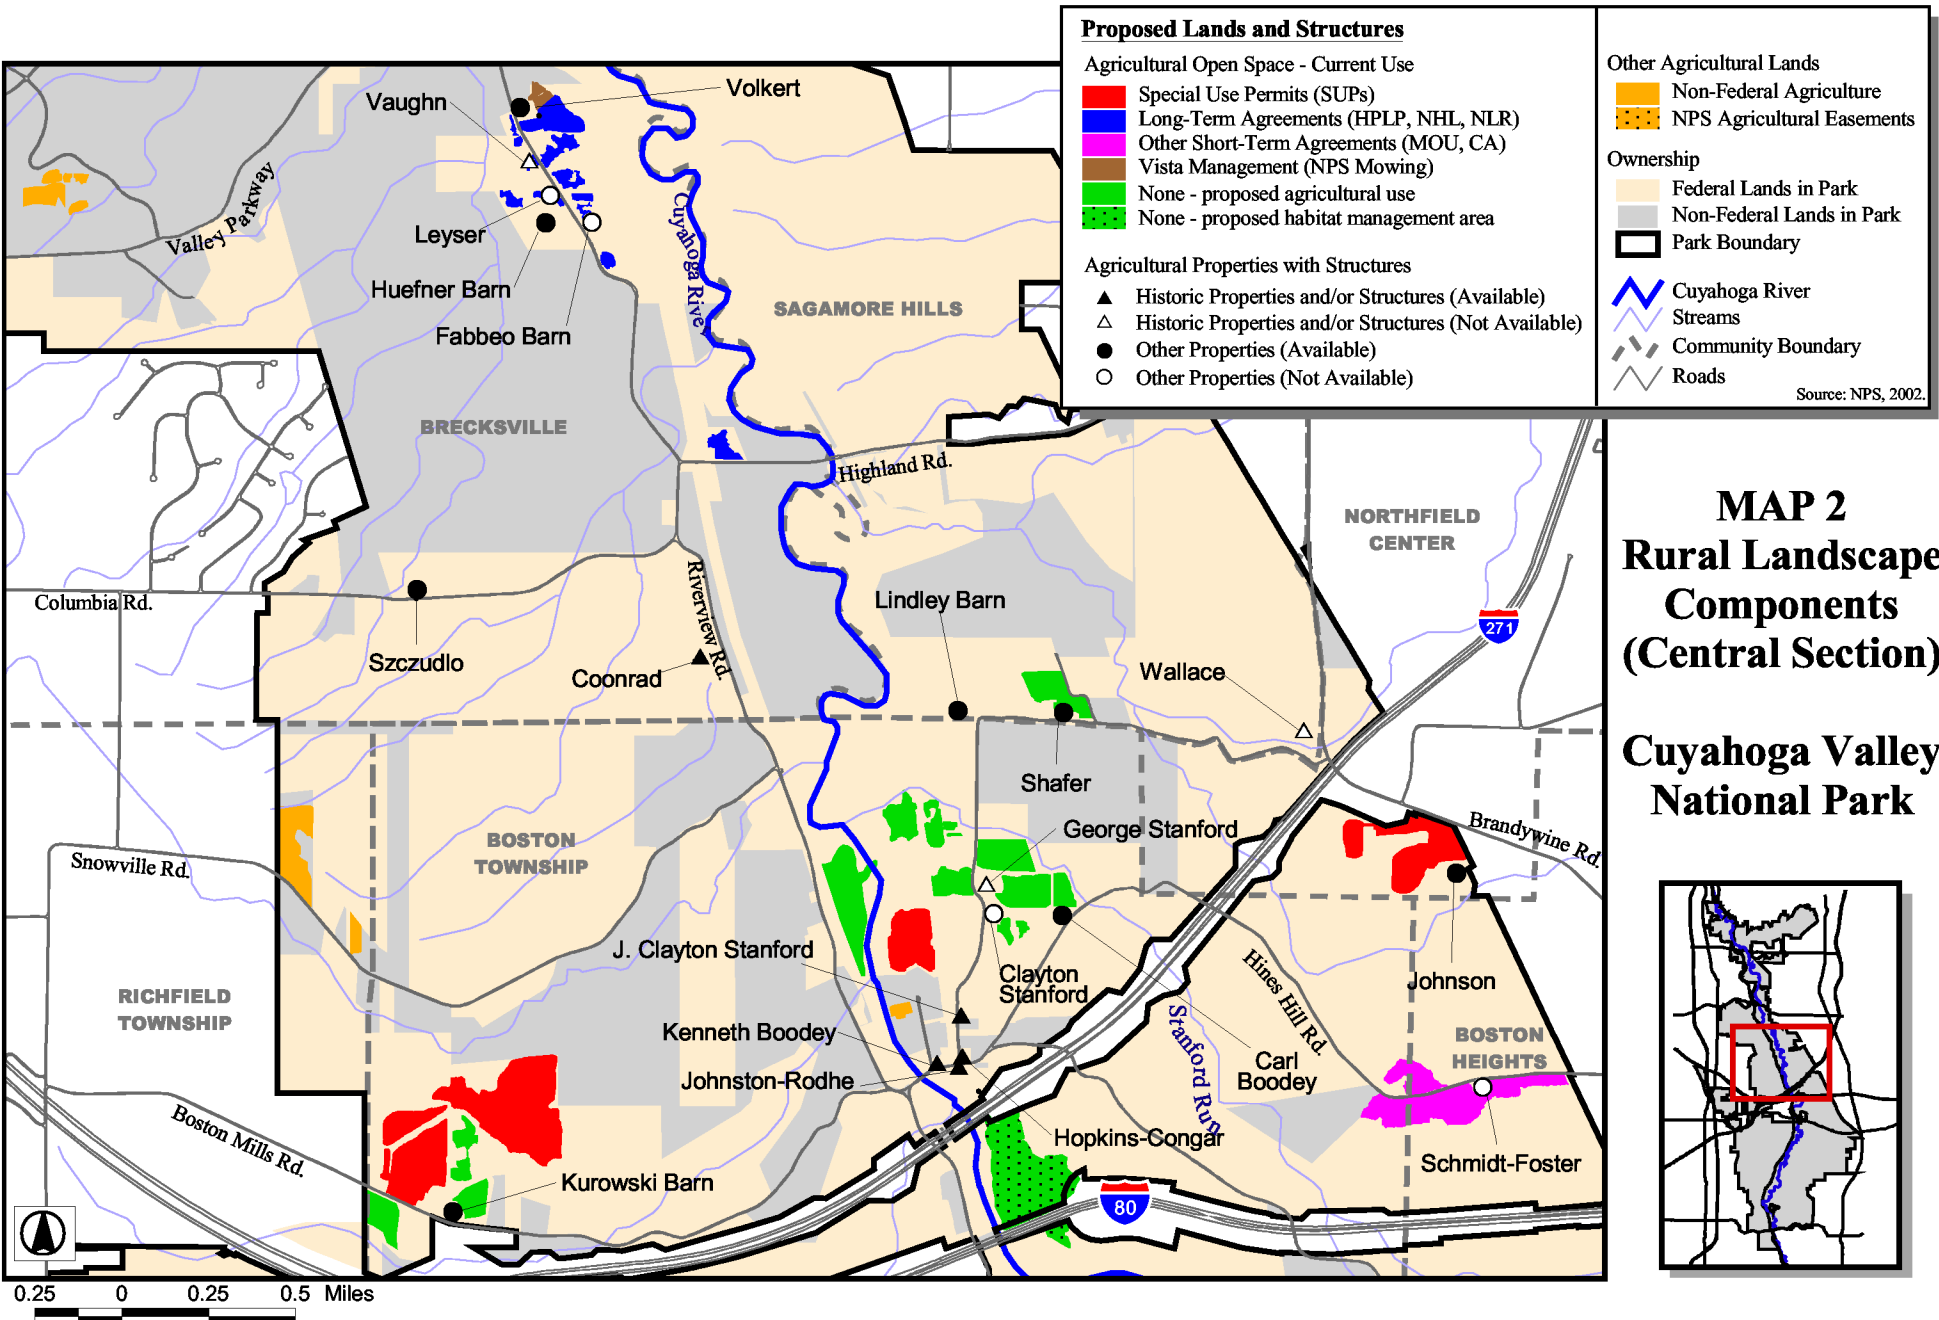 Proposed Lands and Structures
Agricultural Open Space - Current Use
Special Use Permits (SUPs)
Long-Term Agreements (HPLP, NHL, NLR)
Other Short-Term Agreements (MOU, CA)
Vista Management (NPS Mowing)
None - proposed agricultural use
None - proposed habitat management area
Agricultural Properties with Structures
Historic Properties and/or Structures (Available)
Historic Properties and/or Structures (Not Available)
Other Properties (Available)
Other Properties (Not Available)
Other Agricultural Lands
Non-Federal Agriculture
NPS Agricultural Easements
Ownership
Federal Lands in Park
Non-Federal Lands in Park
Park Boundary
Cuyahoga River
Streams
Community Boundary
Roads
Source: NPS, 2002.
Volkert
Vaughn
Valley Parkway
Leyser
Huefner Barn
Fabbeo Barn
Cuyahoga River
SAGAMORE HILLS
BRECKSVILLE
Highland Rd.
NORTHFIELD
CENTER
MAP 2
Rural Landscape
Components
(Central Section)
Cuyahoga Valley
National Park
Columbia Rd.
Riverview Rd.
Lindley Barn
271
Szczudlo
Coonrad
Wallace
Shafer
George Stanford
Brandywine Rd.
BOSTON
TOWNSHIP
Snowville Rd.
J. Clayton Stanford
Clayton
Stanford
Hines Hill Rd.
Johnson
RICHFIELD
TOWNSHIP
Kenneth Boodey
Stanford Run
BOSTON
HEIGHTS
Carl
Boodey
Johnston-Rodhe
Boston Mills Rd.
Hopkins-Congar
Schmidt-Foster
Kurowski Barn
80
0.25 0 0.25 0.5 Miles